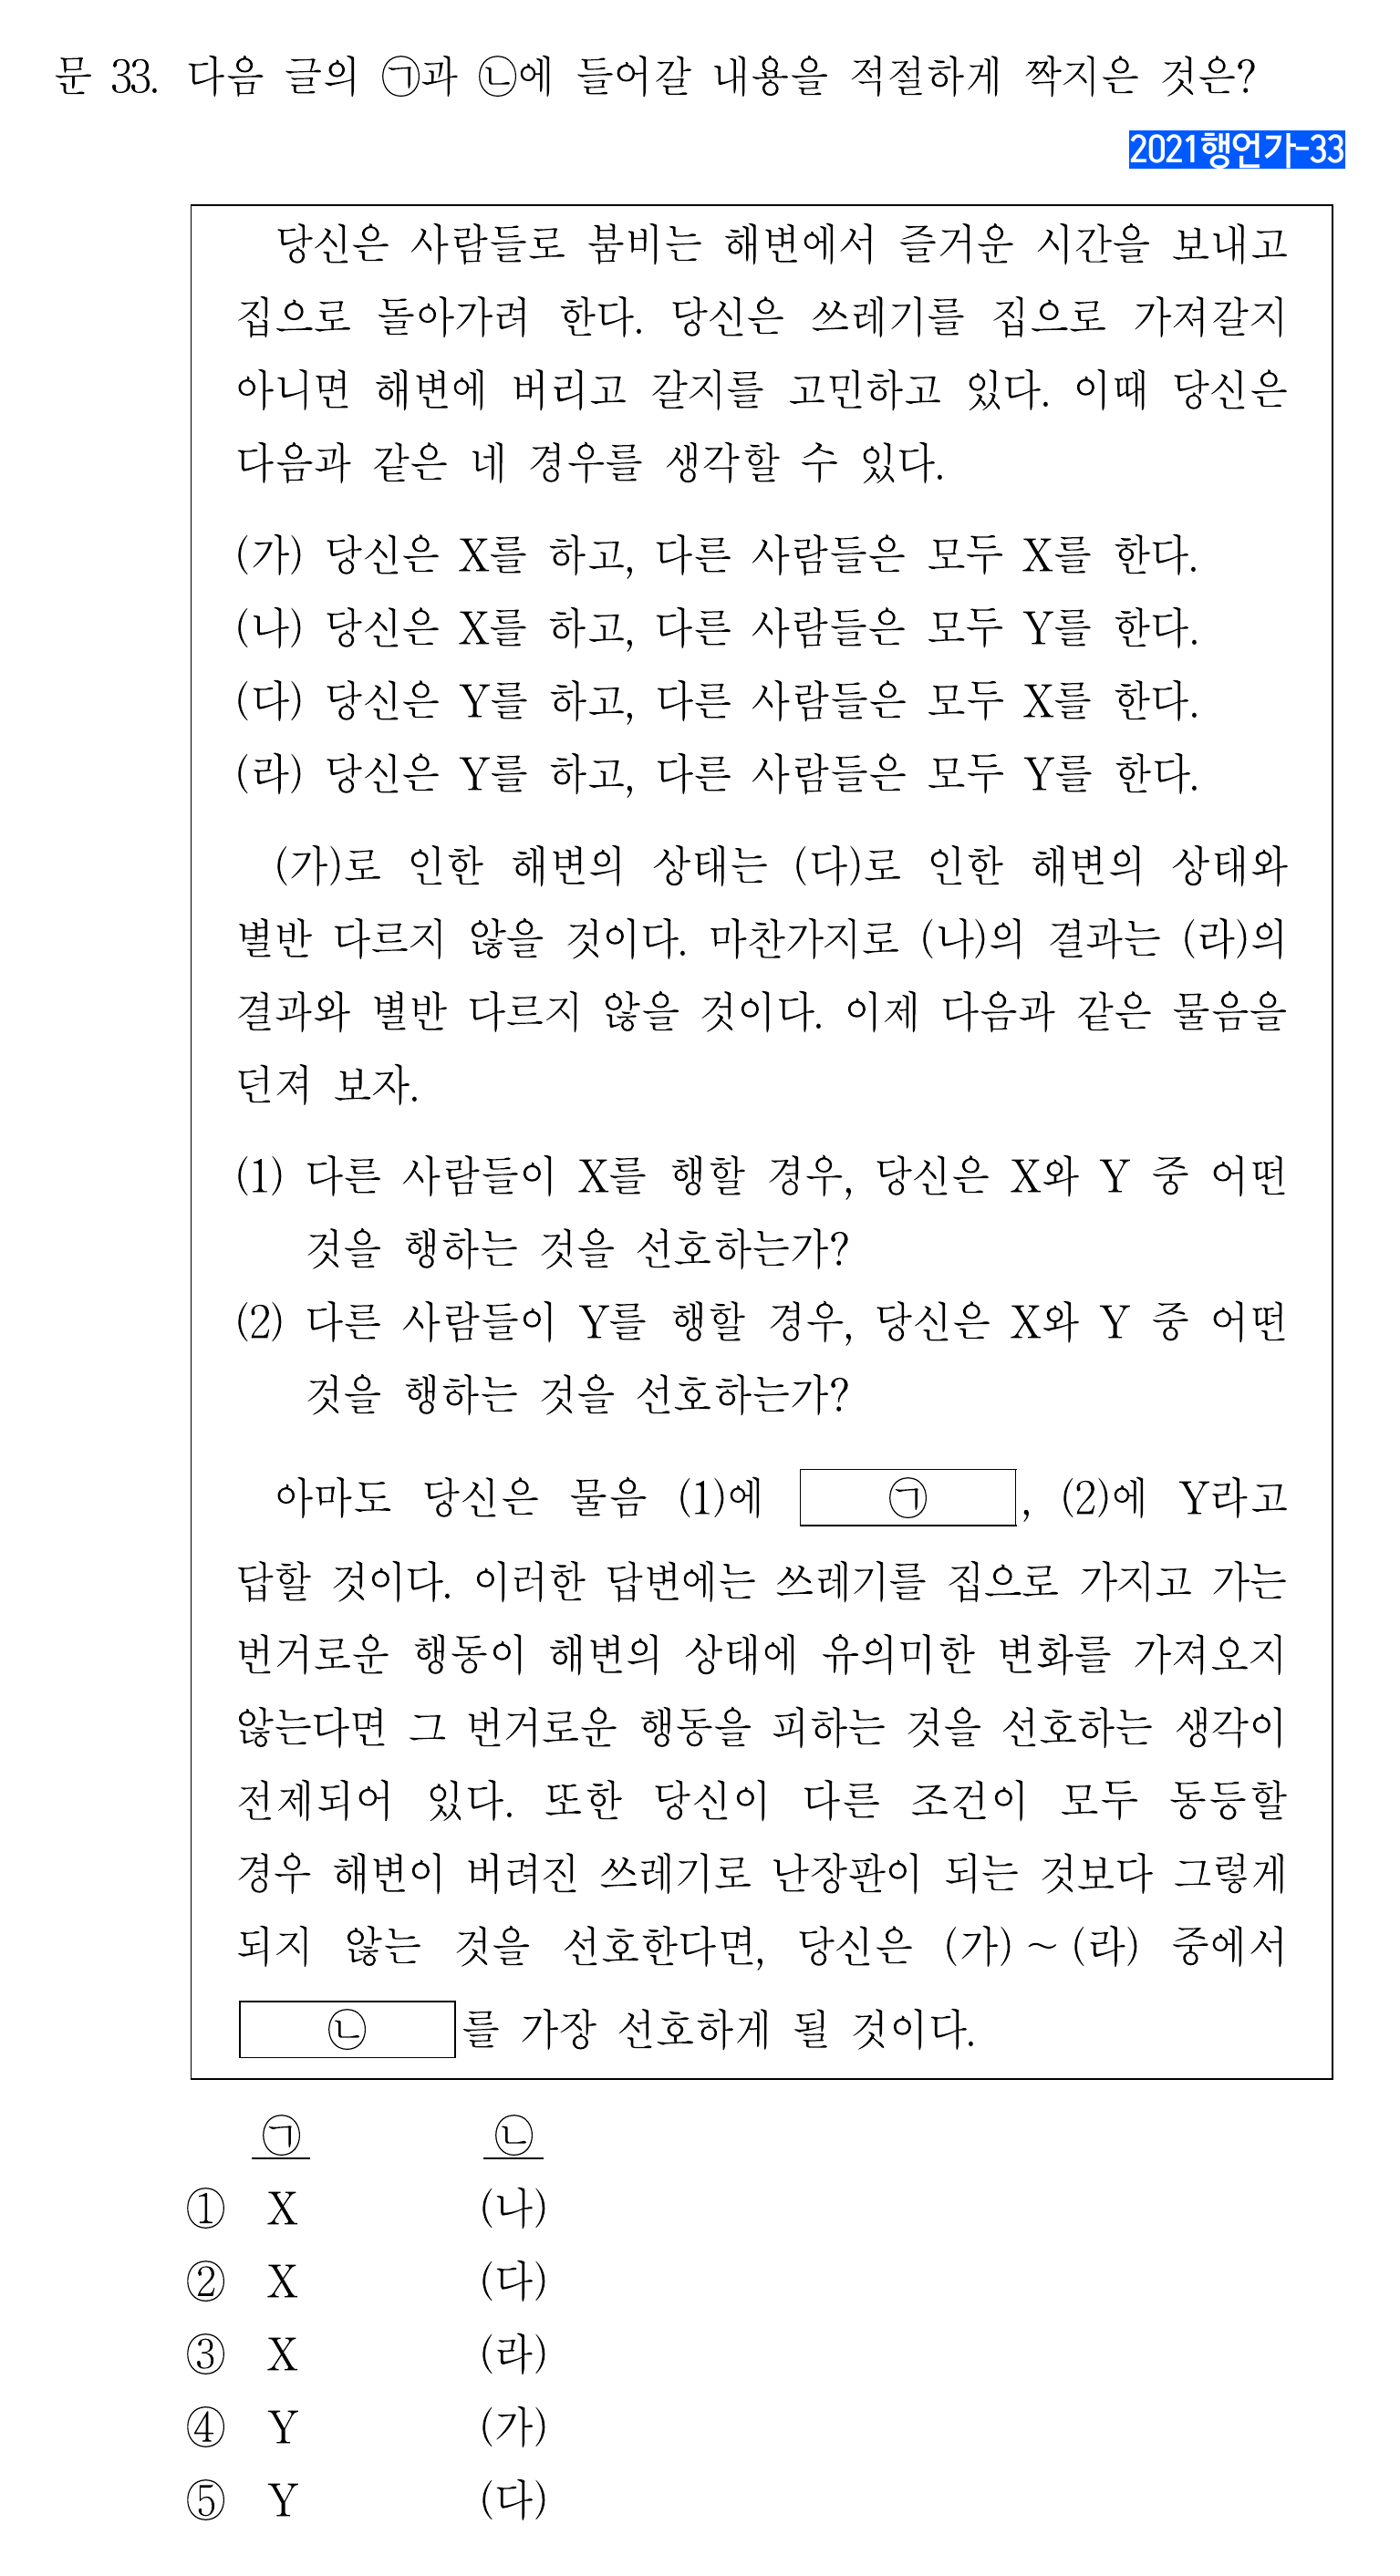 문 33. 다음 글의 ㉠과 ㉡에 들어갈 내용을 적절하게 짝지은 것은?
2021행언가-33
당신은 사람들로 붐비는 해변에서 즐거운 시간을 보내고
집으로 돌아가려 한다. 당신은 쓰레기를 집으로 가져갈지
아니면 해변에 버리고 갈지를 고민하고 있다. 이때 당신은
다음과 같은 네 경우를 생각할 수 있다.
(가) 당신은 X를 하고, 다른 사람들은 모두 X를 한다.
(나) 당신은 X를 하고, 다른 사람들은 모두 Y를 한다.
(다) 당신은 Y를 하고, 다른 사람들은 모두 X를 한다.
(라) 당신은 Y를 하고, 다른 사람들은 모두 Y를 한다.
(가)로 인한 해변의 상태는 (다)로 인한 해변의 상태와
별반 다르지 않을 것이다. 마찬가지로 (나)의 결과는 (라)의
결과와 별반 다르지 않을 것이다. 이제 다음과 같은 물음을
던져 보자.
(1) 다른 사람들이 X를 행할 경우, 당신은 X와 Y 중 어떤
것을 행하는 것을 선호하는가?
(2) 다른 사람들이 Y를 행할 경우, 당신은 X와 Y 중 어떤
것을 행하는 것을 선호하는가?
아마도 당신은 물음 (1)에 ㉠, (2)에 Y라고
답할 것이다. 이러한 답변에는 쓰레기를 집으로 가지고 가는
번거로운 행동이 해변의 상태에 유의미한 변화를 가져오지
않는다면 그 번거로운 행동을 피하는 것을 선호하는 생각이
전제되어 있다. 또한 당신이 다른 조건이 모두 동등할
경우 해변이 버려진 쓰레기로 난장판이 되는 것보다 그렇게
되지 않는 것을 선호한다면, 당신은 (가)~(라) 중에서
㉡를 가장 선호하게 될 것이다.
㉠ ㉡
① X (나)
② X (다)
③ X (라)
④ Y (가)
⑤ Y (다)